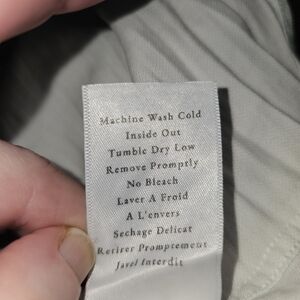 Machine Wash Cold
Inside Out
Tumble Dry Low
Remove Promptly
No Bleach
Laver A Froid
A L'envers
Sechage Delicat
Retirer Promptement
Javel Interdit